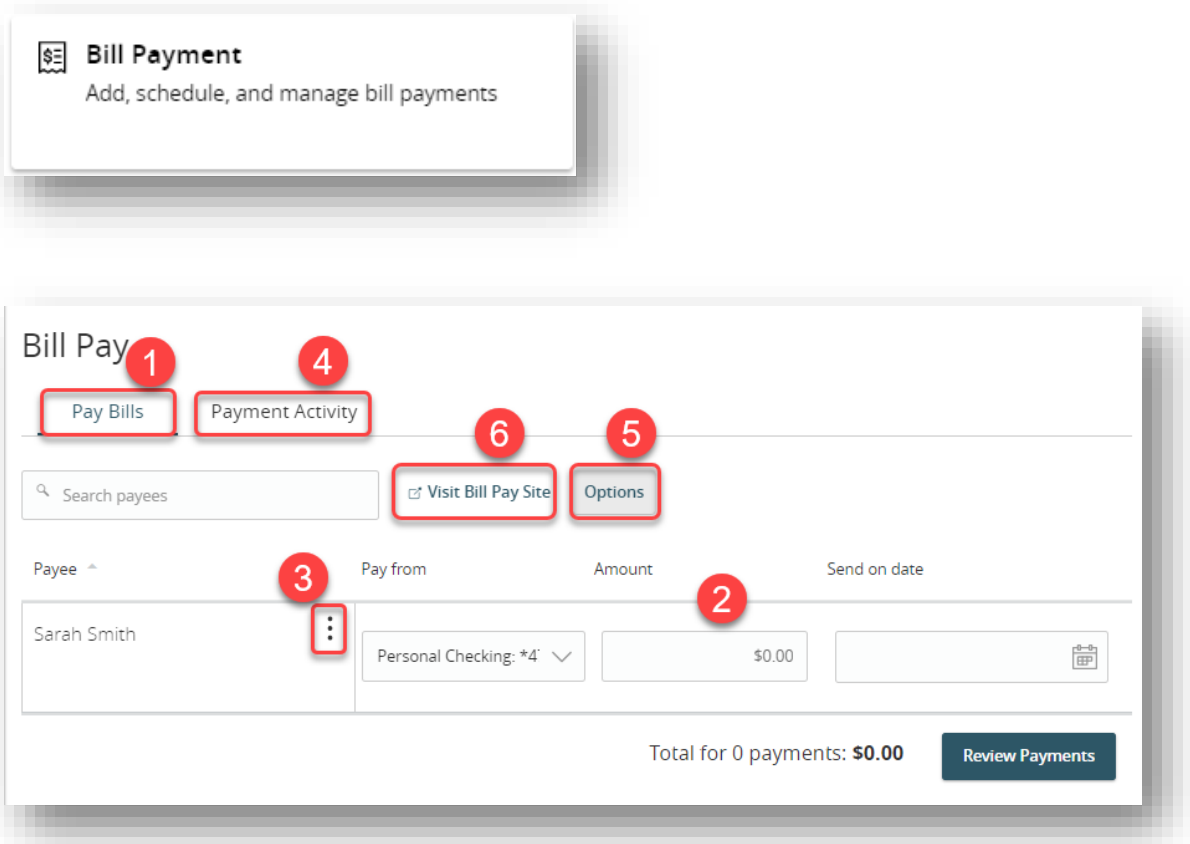 Bill Payment
Add, schedule, and manage bill payments
Bill Pay
1
4
Pay Bills Payment Activity
6 5
Search payees Visit Bill Pay Site Options
Payee Pay from Amount Send on date
3
2
Sarah Smith
Personal Checking: *4 $0.00
Total for 0 payments: $0.00 Review Payments